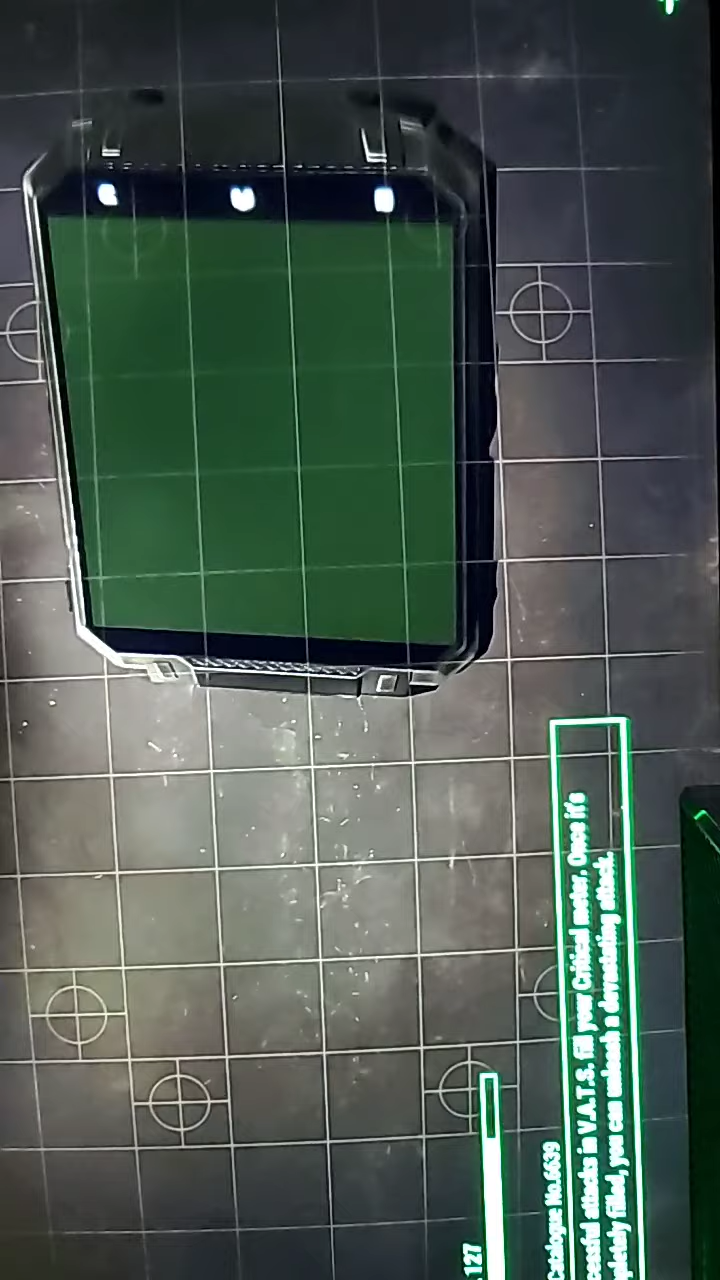 127
Catalogue No.6639
cessful attacks in V.A.T.S. fill your Critical meter. Once it's
pletely filled, you can unleash a devastating attack.